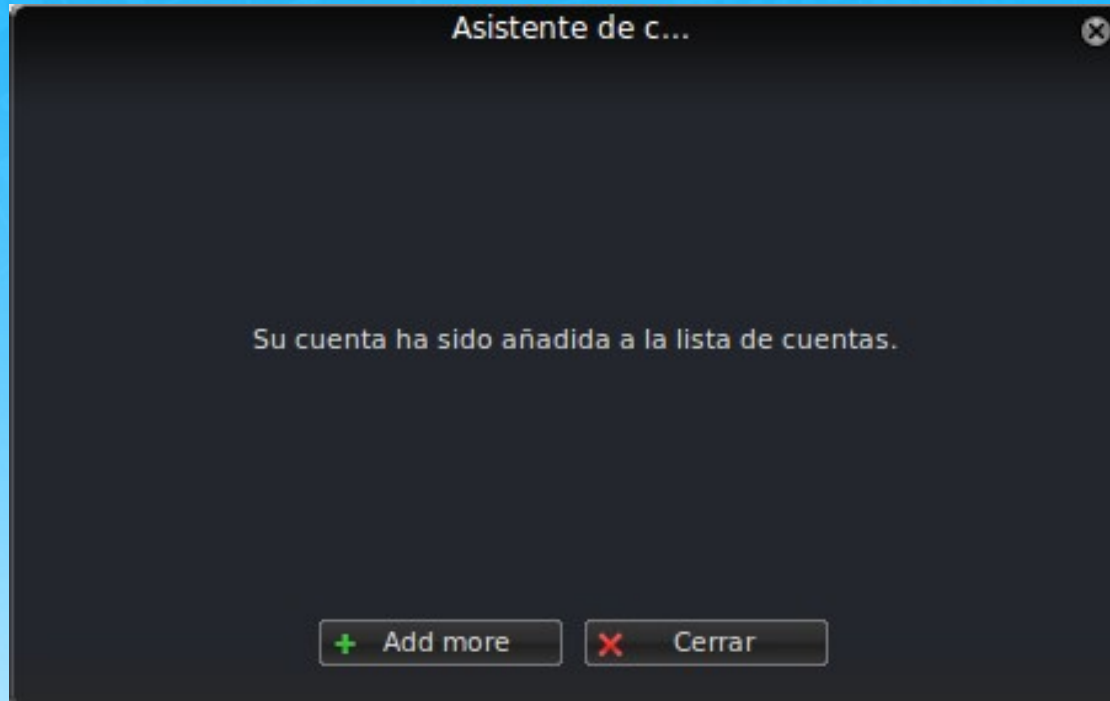 Asistente de c...
Su cuenta ha sido añadida a la lista de cuentas.
Add more
Cerrar